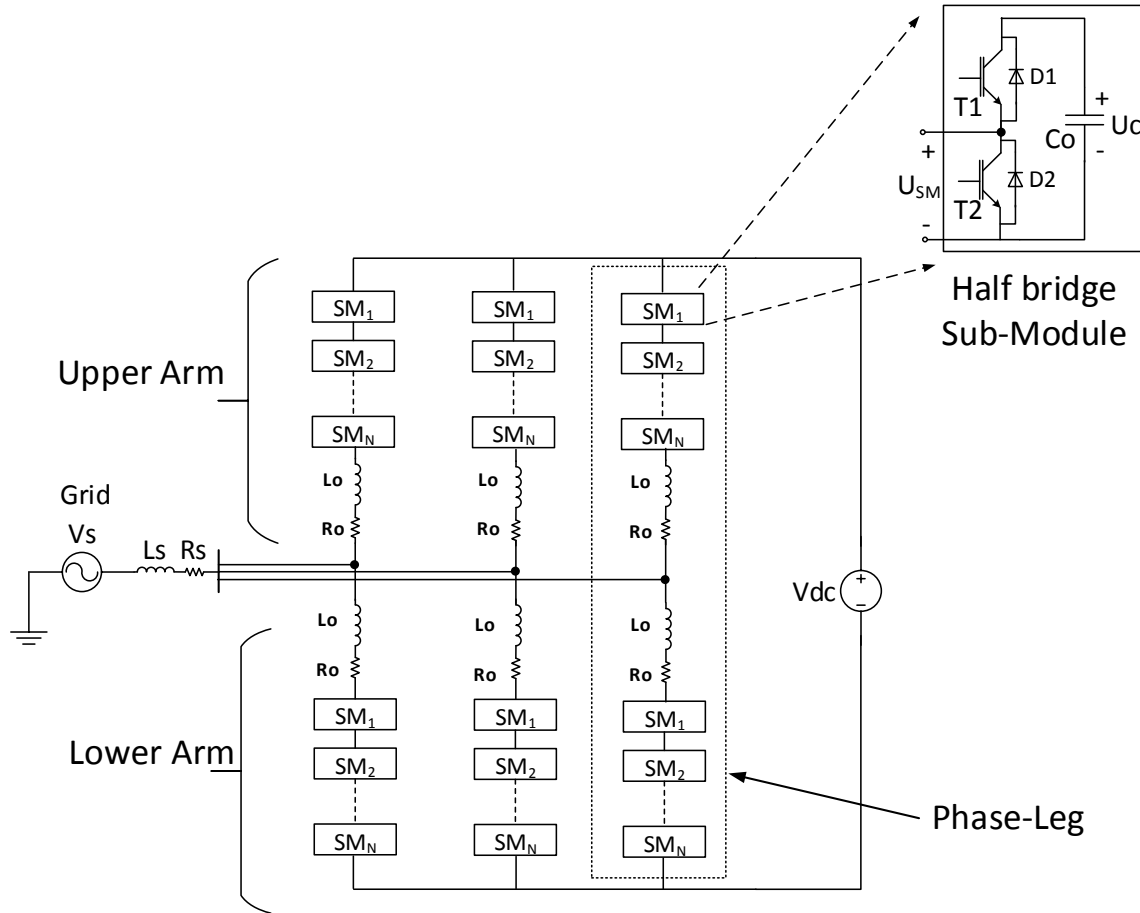 D1
T1
+
Co
Uc
-
+
USM
-
T2
D2
Half bridge
Sub-Module
SM1
SM1
SM1
Upper Arm
SM2
SM2
SM2
SMN
SMN
SMN
Lo
Lo
Lo
Ro
Ro
Ro
Grid
Vs
Ls
Rs
Vdc
+
−
Lo
Lo
Lo
Ro
Ro
Ro
SM1
SM1
SM1
Lower Arm
SM2
SM2
SM2
Phase-Leg
SMN
SMN
SMN